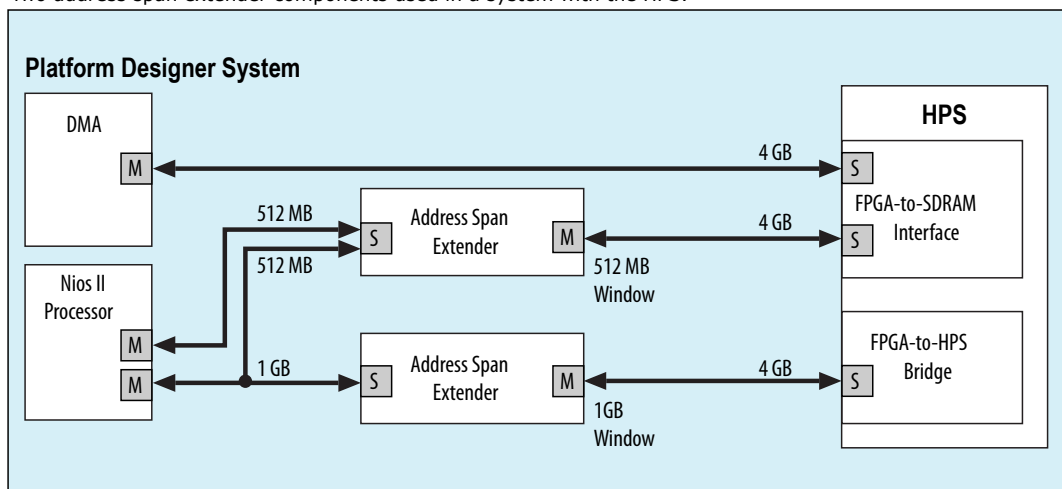 Two address span extender components used in a system with the HPS.
Platform Designer System
DMA
M
4 GB
HPS
S
FPGA-to-SDRAM
Interface
512 MB
S
Address Span
Extender
M
4 GB
S
512 MB
512 MB
Window
Nios II
Processor
M
M
1 GB
S
Address Span
Extender
M
4 GB
S
FPGA-to-HPS
Bridge
1GB
Window